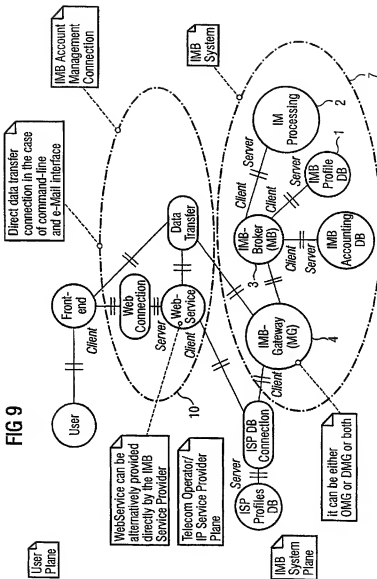 FIG 9
User
Plane
User
Front-
end
Client
Direct data transfer
connection in the case
of command-line
and e-Mail interface
IMB Account
Management
Connection
Web
Connection
Server
Web-
Service
Client
Data
Transfer
10
WebService can be
alternatively provided
directly by the IMB
Service Provider
Telecom Operator/
IP Service Provider
Plane
Server
ISP
Profiles
DB
ISP DB
Connection
IMB
System
IMB
System
Plane
Client
IMB-
Gateway
(MG)
4
it can be either
OMG or DMG or both
IMB-
Broker
(MB)
3
Client
Server
IM
Processing
2
Client
Server
IMB
Profile
DB
1
Client
Server
IMB
Accounting
DB
7